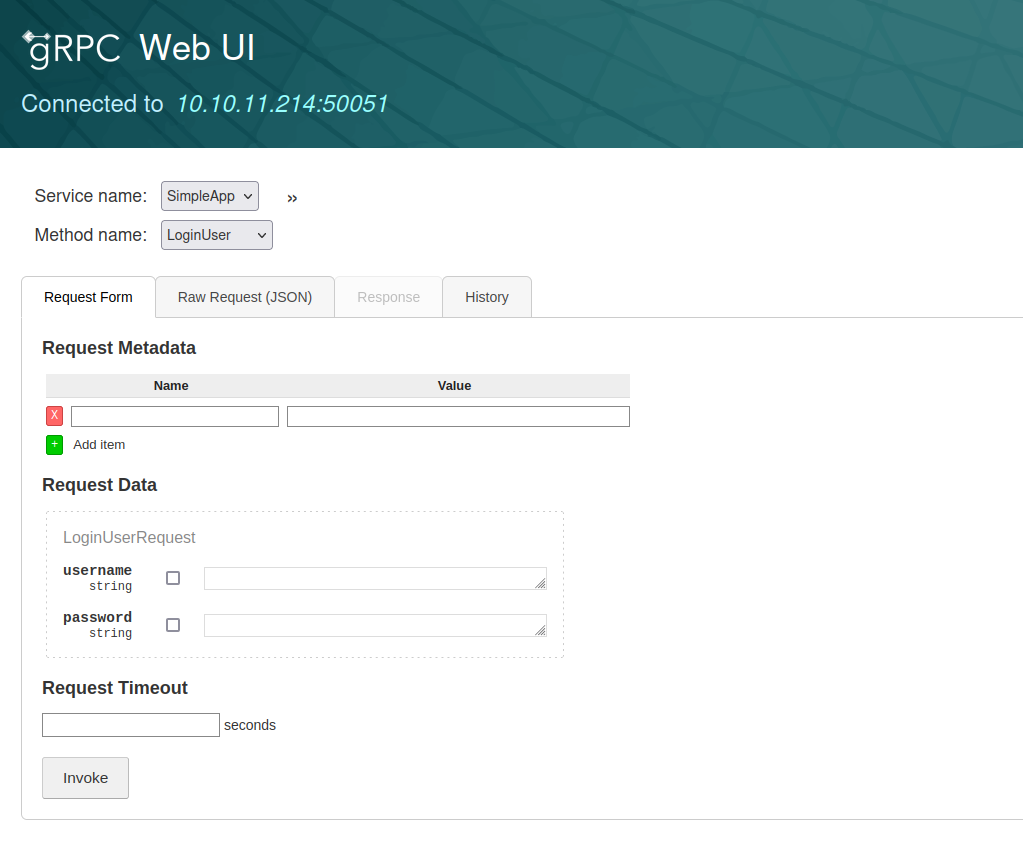 gRPC Web UI
Connected to 10.10.11.214:50051
Service name: SimpleApp »
Method name: LoginUser
Request Form Raw Request (JSON) Response History
Request Metadata
Name Value
X
+ Add item
Request Data
LoginUserRequest
username
string
password
string
Request Timeout
seconds
Invoke